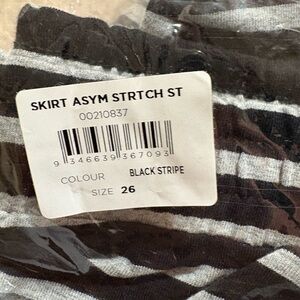 SKIRT ASYM STRTCH ST
00210837
9 346639 367093
COLOUR BLACK STRIPE
SIZE 26